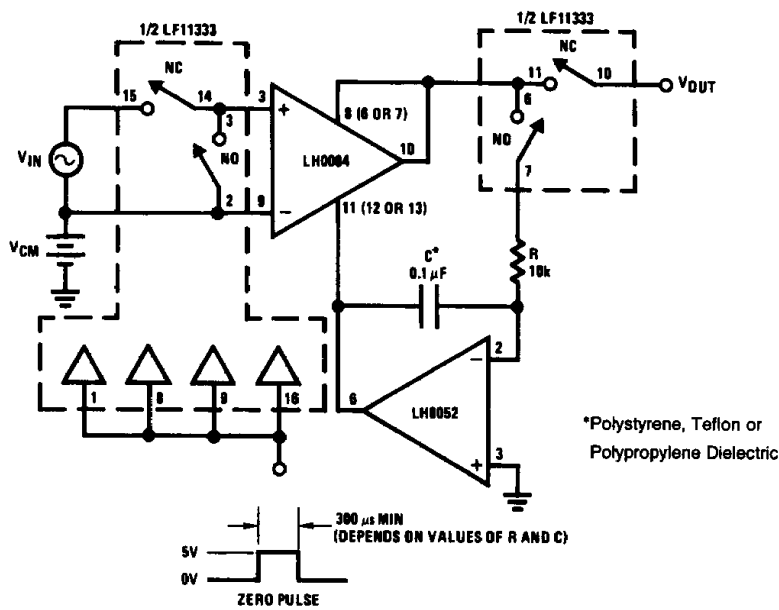 1/2 LF11333
1/2 LF11333
NC
NC
15
14
3
8 (6 OR 7)
11
10
VOUT
3
+
6
NO
LH0084
10
NO
VIN
2
9
−
11 (12 OR 13)
7
VCM
C*
0.1 μF
R
10k
2
−
1
8
9
16
6
LH0052
+
3
*Polystyrene, Teflon or
Polypropylene Dielectric
300 μs MIN
(DEPENDS ON VALUES OF R AND C)
5V
0V
ZERO PULSE